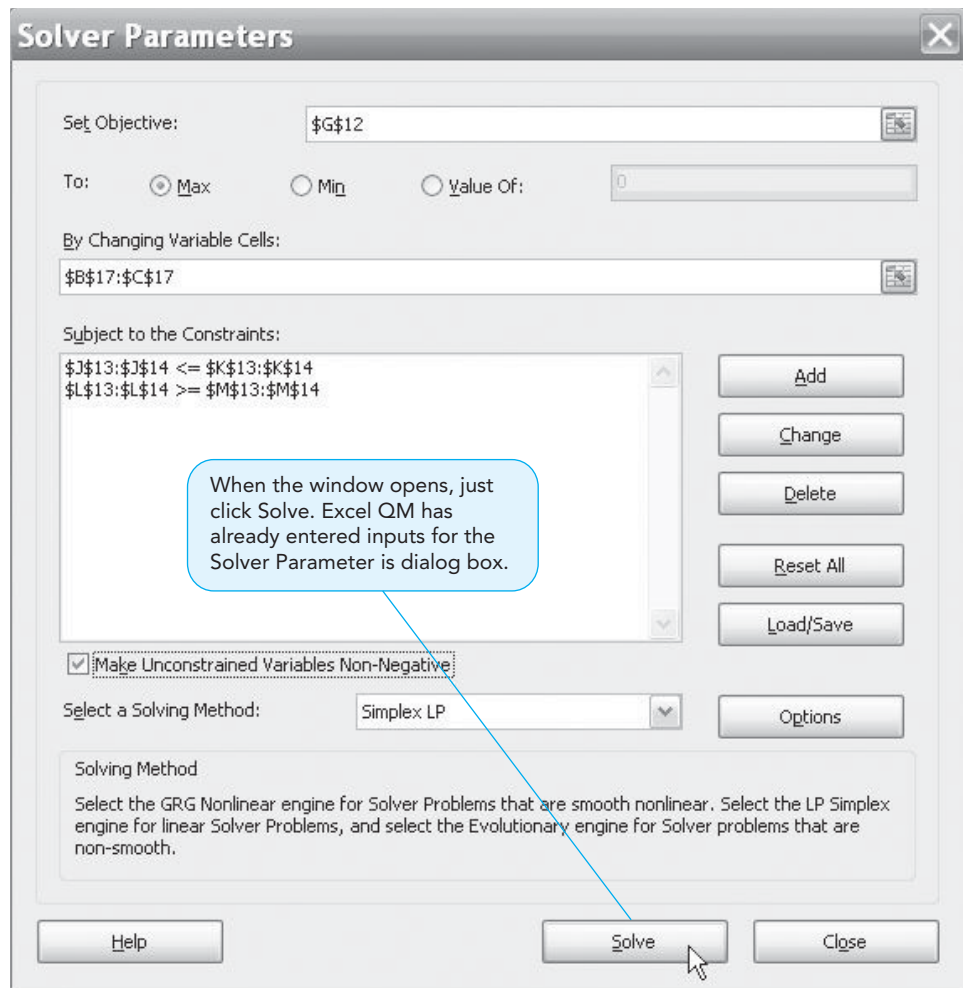 Solver Parameters
Set Objective:
$G$12
To:
Max
Min
Value Of:
0
By Changing Variable Cells:
$B$17:$C$17
Subject to the Constraints:
$J$13:$J$14 <= $K$13:$K$14
$L$13:$L$14 >= $M$13:$M$14
Add
Change
Delete
Reset All
Load/Save
When the window opens, just
click Solve. Excel QM has
already entered inputs for the
Solver Parameter is dialog box.
Make Unconstrained Variables Non-Negative
Select a Solving Method:
Simplex LP
Options
Solving Method
Select the GRG Nonlinear engine for Solver Problems that are smooth nonlinear. Select the LP Simplex
engine for linear Solver Problems, and select the Evolutionary engine for Solver problems that are
non-smooth.
Help
Solve
Close